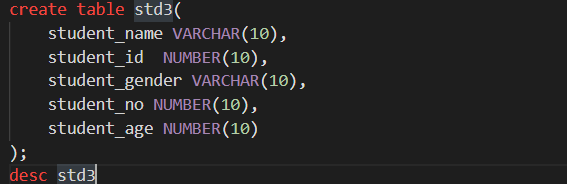 create table std3(
    student_name VARCHAR(10),
    student_id  NUMBER(10),
    student_gender VARCHAR(10),
    student_no NUMBER(10),
    student_age NUMBER(10)
);
desc std3